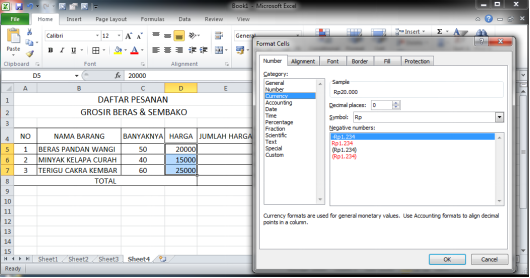 Book1 - Microsoft Excel
File Home Insert Page Layout Formulas Data Review View
Paste
Calibri 12
B I U
General
Insert
Clipboard Font Alignment
D5 fx 20000
A B C D E
1 DAFTAR PESANAN
2 GROSIR BERAS & SEMBAKO
3
4 NO NAMA BARANG BANYAKNYA HARGA JUMLAH HARGA
5 1 BERAS PANDAN WANGI 50 20000
6 2 MINYAK KELAPA CURAH 40 15000
7 3 TERIGU CAKRA KEMBAR 60 25000
8 TOTAL
9
10
11
12
13
14
15
Sheet1 Sheet2 Sheet3 Sheet4
Ready
Format Cells
Number Alignment Font Border Fill Protection
Category:
General
Number
Currency
Accounting
Date
Time
Percentage
Fraction
Scientific
Text
Special
Custom
Sample
Rp20.000
Decimal places: 0
Symbol: Rp
Negative numbers:
-Rp1.234
Rp1.234
(Rp1.234)
(Rp1.234)
Currency formats are used for general monetary values. Use Accounting formats to align decimal
points in a column.
OK Cancel